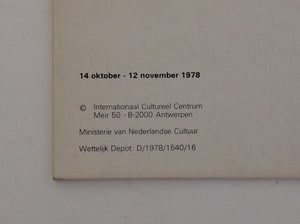 14 oktober - 12 november 1978
© Internationaal Cultureel Centrum
Meir 50 - B-2000 Antwerpen
Ministerie van Nederlandse Cultuur
Wettelijk Depot: D/1978/1540/16